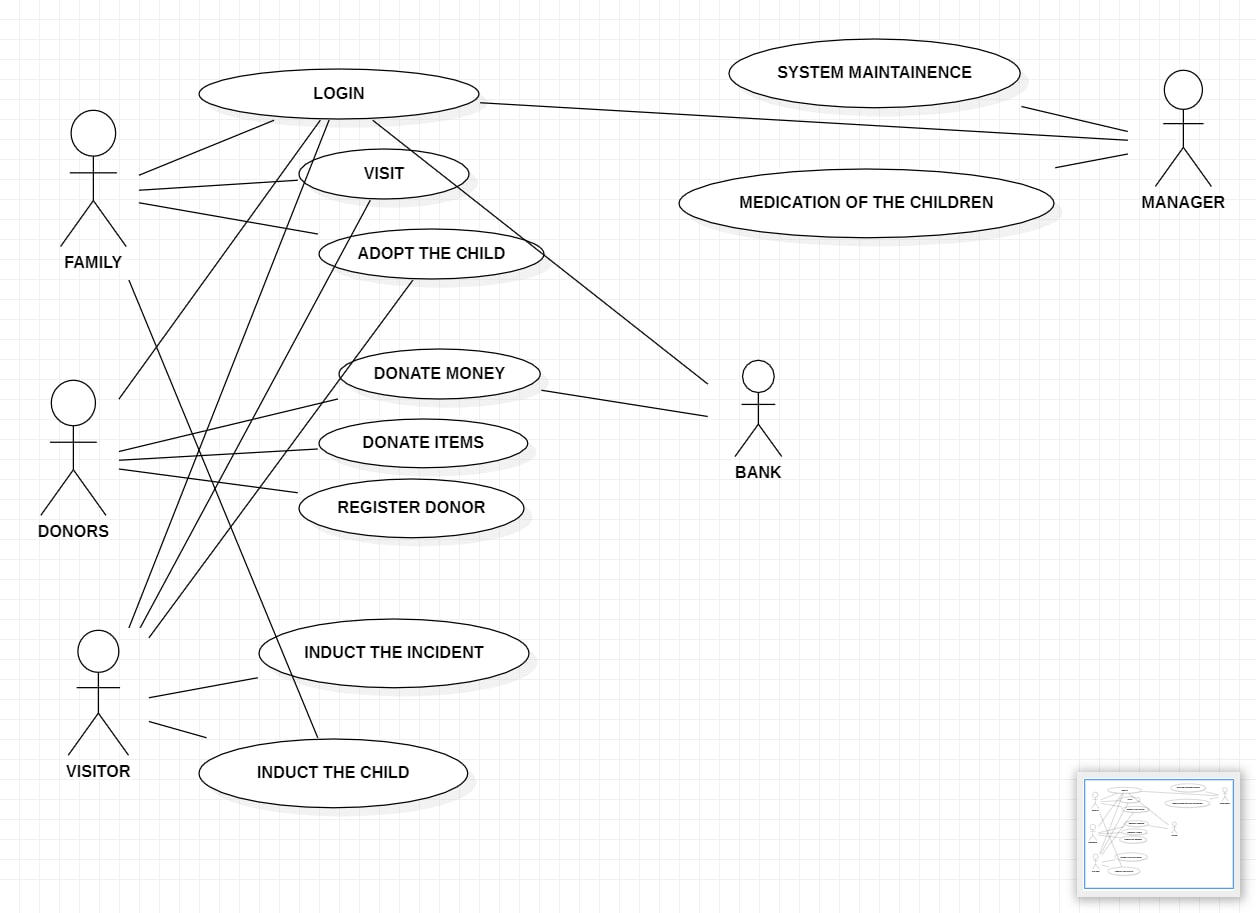 SYSTEM MAINTAINENCE
LOGIN
VISIT
MEDICATION OF THE CHILDREN
MANAGER
ADOPT THE CHILD
FAMILY
DONATE MONEY
DONATE ITEMS
BANK
REGISTER DONOR
DONORS
INDUCT THE INCIDENT
VISITOR
INDUCT THE CHILD